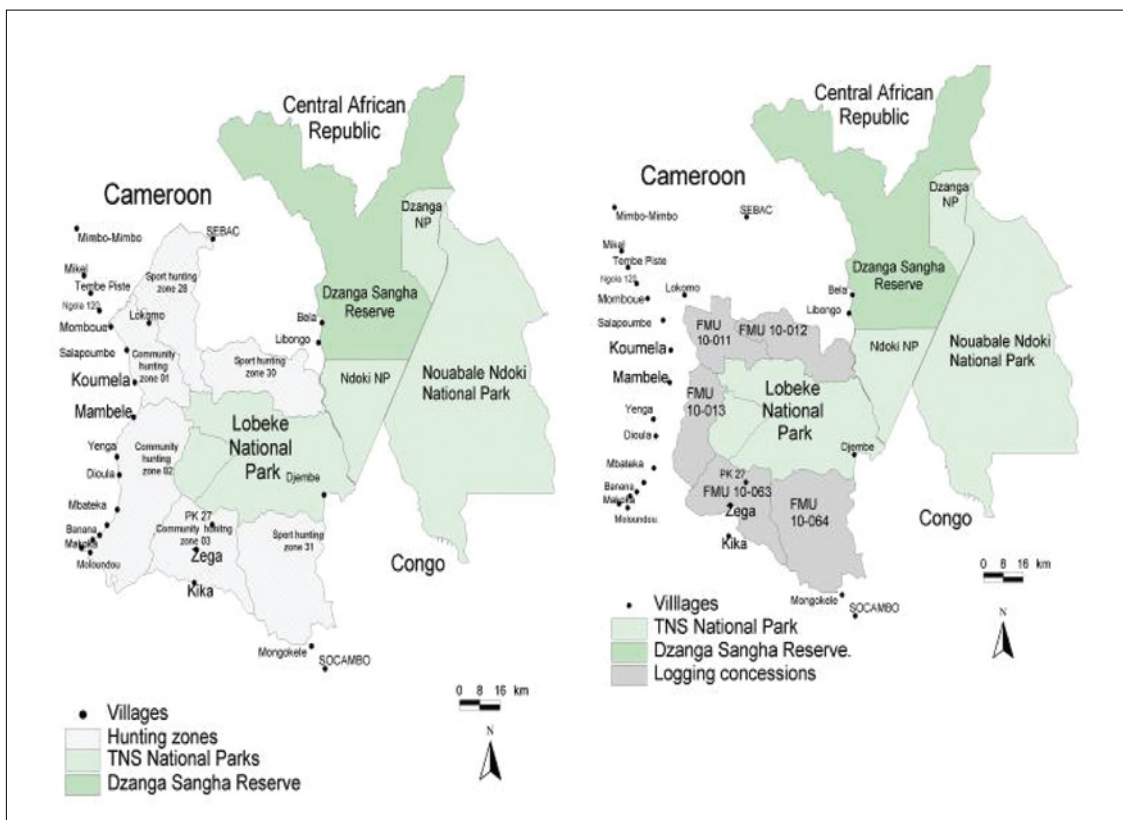 Central African
Republic
Cameroon
Dzanga
NP
SEBAC
Mimbo-Mimbo
Sport hunting
zone 28
Mikel
Tembe Piste
Ngola 120
Dzanga Sangha
Reserve
Lokomo
Momboue
Bela
Libongo
Salapoumbe
Community
hunting
zone 01
Sport hunting
zone 30
Koumela
Ndoki NP
Nouabale Ndoki
National Park
Mambele
Lobeke
National
Park
Yenga
Community
hunting
zone 02
Dioula
Djembe
Mbateka
PK 27
Community huntng
zone 03
Banana
Sport hunting
zone 31
Moloundou
Zega
Congo
Kika
Mongokele
SOCAMBO
0 8 16 km
N
Villages
Hunting zones
TNS National Parks
Dzanga Sangha Reserve
Central African
Republic
Cameroon
Dzanga
NP
Mimbo-Mimbo
SEBAC
Mikel
Tembe Piste
Dzanga Sangha
Reserve
Ngola 120
Lokomo
Momboue
Bela
Libongo
Salapoumbe
FMU
10-011
FMU 10-012
Koumela
Ndoki NP
Nouabale Ndoki
National Park
Mambele
Lobeke
National
Park
FMU
10-013
Yenga
Dioula
Djembe
Mbateka
PK 27
Banana
FMU 10-063
Moloundou
Zega
FMU
10-064
Congo
Kika
0 8 16 km
Mongokele
SOCAMBO
N
Villlages
TNS National Park
Dzanga Sangha Reserve.
Logging concessions